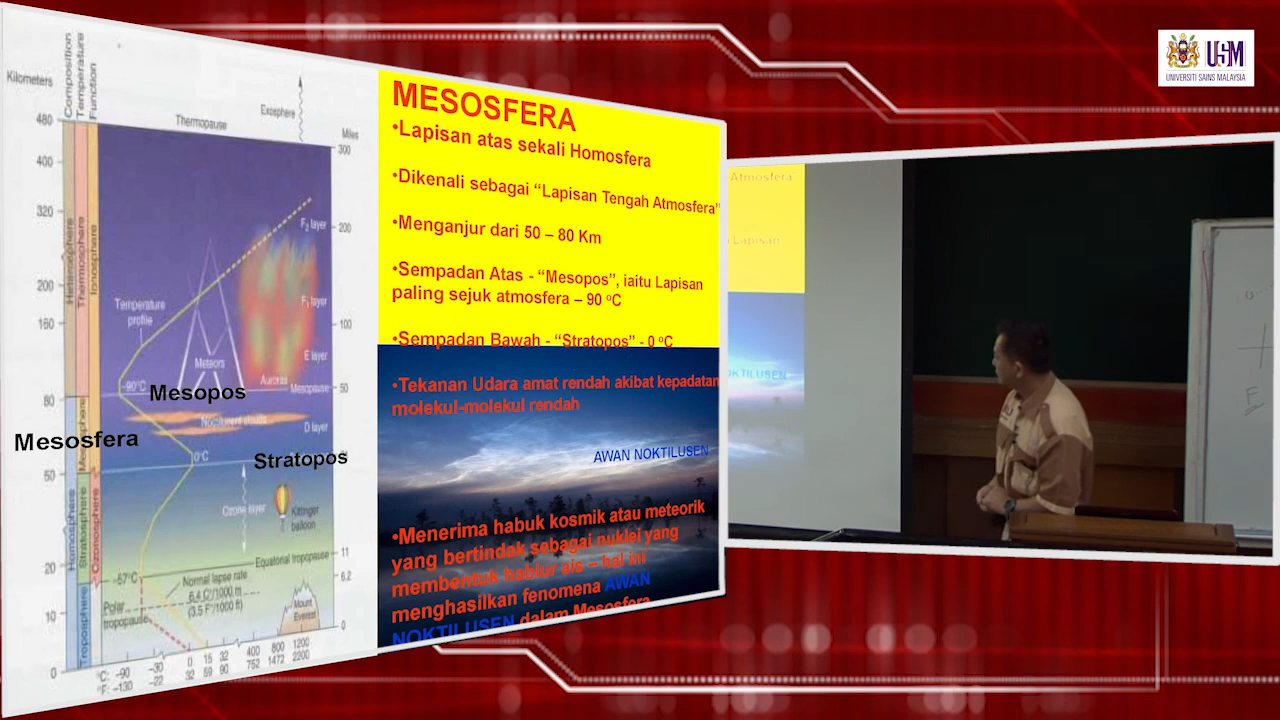 Kilometers
Composition
Temperature
Function
480
400
320
200
160
80
50
20
10
0
Heterosphere
Thermosphere
Ionosphere
Homosphere
Stratosphere
Ozonosphere
Troposphere
Thermopause
Exosphere
Miles
300
200
100
50
11
6.2
0
F2 layer
F1 layer
E layer
D layer
Temperature
profile
Meteors
Auroras
Mesopause
–90°C
Mesopos
Noctilucent clouds
Mesosfera
0°C
Stratopos
Ozone layer
Kittinger
balloon
Equatorial tropopause
–57°C
Normal lapse rate
6.4 C°/1000 m
(3.5 F°/1000 ft)
Polar
tropopause
Mount
Everest
°C: –90 –30 0 15 32 400 800 1200
°F: –130 –22 32 59 90 752 1472 2200
MESOSFERA
•Lapisan atas sekali Homosfera
•Dikenali sebagai “Lapisan Tengah Atmosfera”
•Menganjur dari 50 – 80 Km
•Sempadan Atas - “Mesopos”, iaitu Lapisan
paling sejuk atmosfera – 90 ºC
•Sempadan Bawah - “Stratopos” - 0 ºC
•Tekanan Udara amat rendah akibat kepadatan
molekul-molekul rendah
AWAN NOKTILUSEN
•Menerima habuk kosmik atau meteorik
yang bertindak sebagai nuklei yang
membentuk hablur ais – hal ini
menghasilkan fenomena AWAN
NOKTILUSEN dalam Mesosfera
Atmosfera
Lapisan
USM
UNIVERSITI SAINS MALAYSIA